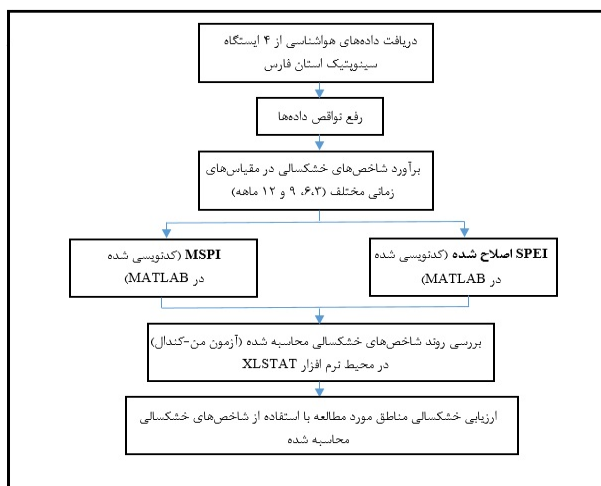 دریافت داده‌های هواشناسی از ۴ ایستگاه
سینوپتیک استان فارس
رفع نواقص داده‌ها
برآورد شاخص‌های خشکسالی در مقیاس‌های
زمانی مختلف (۶،۳، ۹ و ۱۲ ماهه)
SPEI اصلاح شده (کدنویسی شده
در MATLAB)
MSPI (کدنویسی شده
در MATLAB)
بررسی روند شاخص‌های خشکسالی محاسبه شده (آزمون من-کندال)
در محیط نرم افزار XLSTAT
ارزیابی خشکسالی مناطق مورد مطالعه با استفاده از شاخص‌های خشکسالی
محاسبه شده